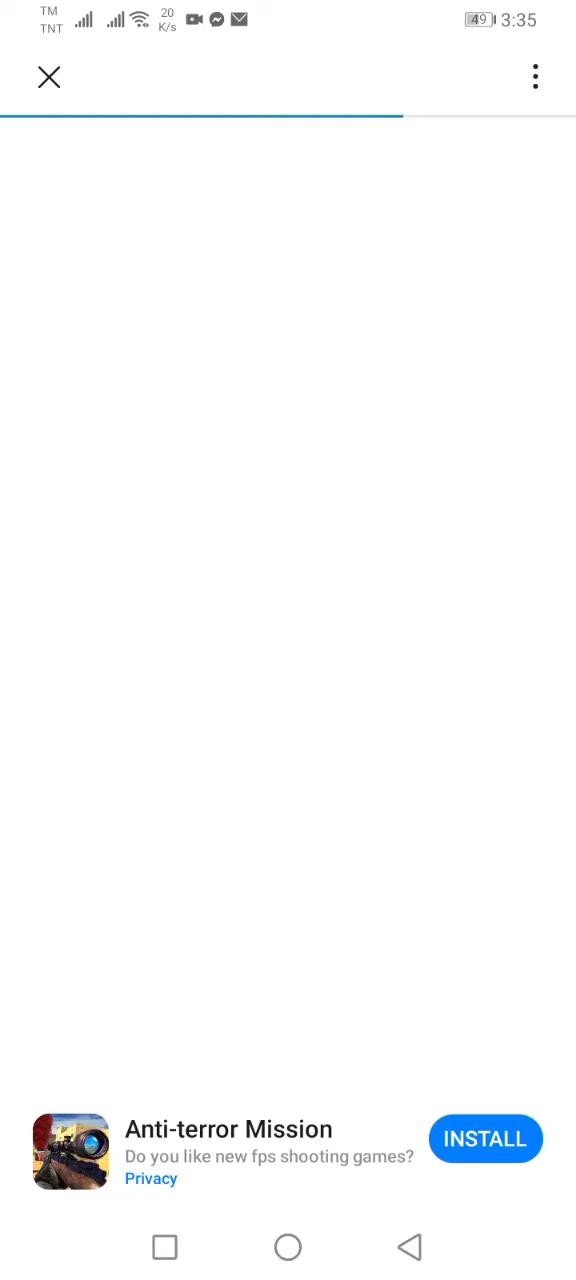 TM
TNT
20
K/s
49
3:35
Anti-terror Mission
Do you like new fps shooting games?
Privacy
INSTALL